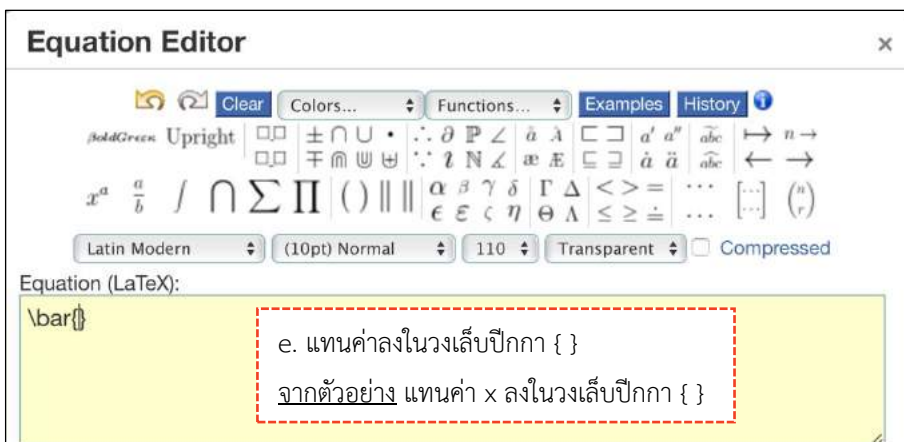 Equation Editor ×
Clear Colors... Functions... Examples History
BoldGreen Upright
Latin Modern (10pt) Normal 110 Transparent Compressed
Equation (LaTeX):
\bar{}
e. แทนค่าลงในวงเล็บปีกกา { }
จากตัวอย่าง แทนค่า x ลงในวงเล็บปีกกา { }